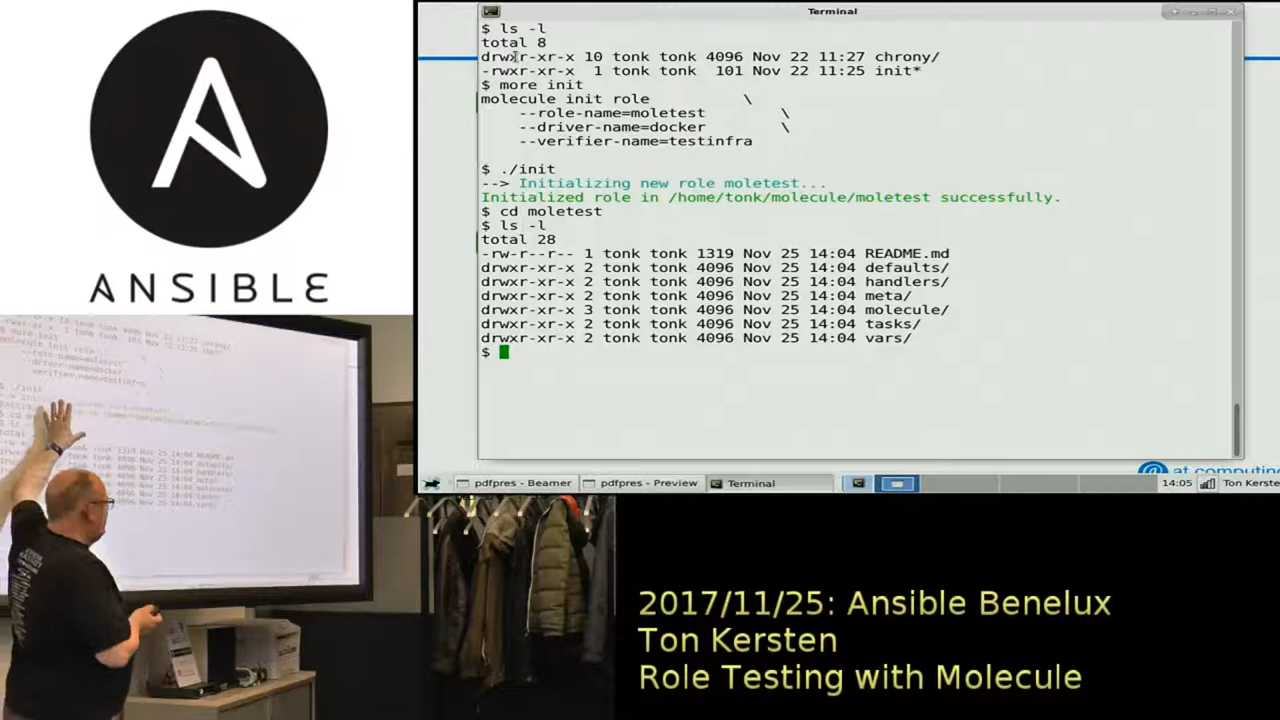 ANSIBLE
Terminal
$ ls -l
total 8
drwxr-xr-x 10 tonk tonk 4096 Nov 22 11:27 chrony/
-rwxr-xr-x  1 tonk tonk  101 Nov 22 11:25 init*
$ more init
molecule init role          \
    --role-name=moletest        \
    --driver-name=docker        \
    --verifier-name=testinfra
$ ./init
--> Initializing new role moletest...
Initialized role in /home/tonk/molecule/moletest successfully.
$ cd moletest
$ ls -l
total 28
-rw-r--r-- 1 tonk tonk 1319 Nov 25 14:04 README.md
drwxr-xr-x 2 tonk tonk 4096 Nov 25 14:04 defaults/
drwxr-xr-x 2 tonk tonk 4096 Nov 25 14:04 handlers/
drwxr-xr-x 2 tonk tonk 4096 Nov 25 14:04 meta/
drwxr-xr-x 3 tonk tonk 4096 Nov 25 14:04 molecule/
drwxr-xr-x 2 tonk tonk 4096 Nov 25 14:04 tasks/
drwxr-xr-x 2 tonk tonk 4096 Nov 25 14:04 vars/
$
@ at computing
pdfpres - Beamer pdfpres - Preview Terminal 14:05 Ton Kerste
2017/11/25: Ansible Benelux
Ton Kersten
Role Testing with Molecule